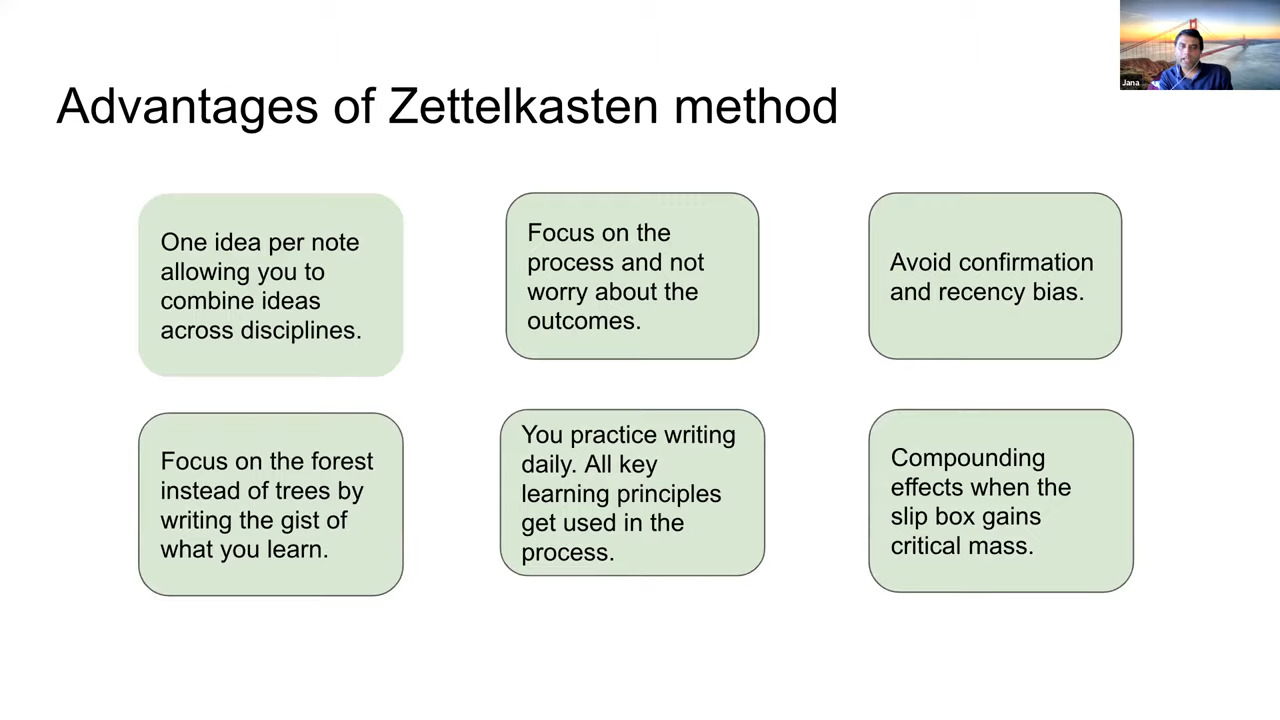 Jana
Advantages of Zettelkasten method
One idea per note
allowing you to
combine ideas
across disciplines.
Focus on the
process and not
worry about the
outcomes.
Avoid confirmation
and recency bias.
Focus on the forest
instead of trees by
writing the gist of
what you learn.
You practice writing
daily. All key
learning principles
get used in the
process.
Compounding
effects when the
slip box gains
critical mass.